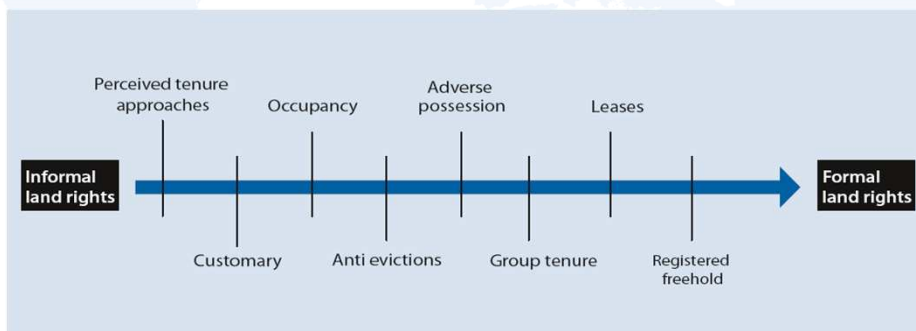 Perceived tenure
approaches
Occupancy
Adverse
possession
Leases
Informal
land rights
Formal
land rights
Customary
Anti evictions
Group tenure
Registered
freehold